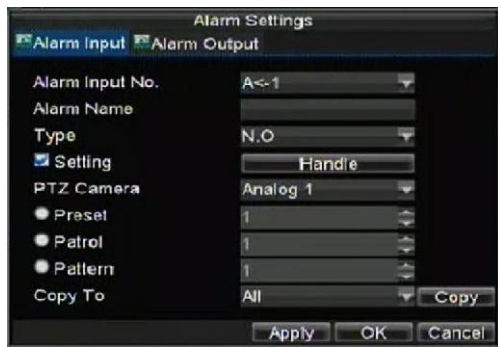 Alarm Settings
Alarm Input Alarm Output
Alarm Input No. A<-1
Alarm Name
Type N.O
Setting Handle
PTZ Camera Analog 1
Preset 1
Patrol 1
Pattern 1
Copy To All Copy
Apply OK Cancel